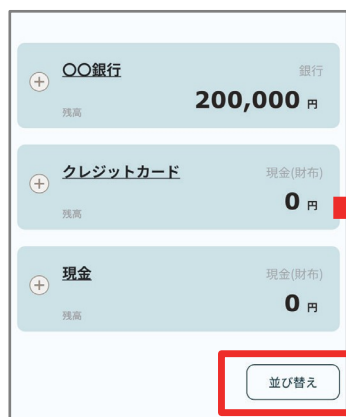 〇〇銀行
銀行
200,000 円
残高
クレジットカード
現金(財布)
0 円
残高
現金
現金(財布)
0 円
残高
並び替え